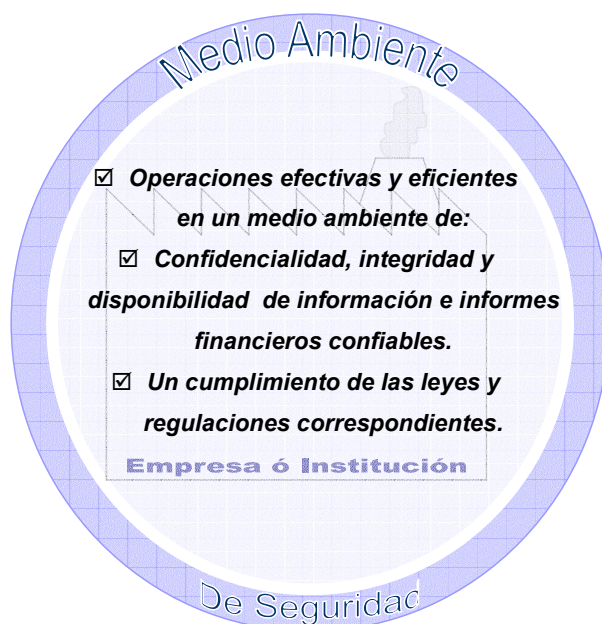 Medio Ambiente
☑ Operaciones efectivas y eficientes
en un medio ambiente de:
☑ Confidencialidad, integridad y
disponibilidad de información e informes
financieros confiables.
☑ Un cumplimiento de las leyes y
regulaciones correspondientes.
Empresa ó Institución
De Seguridad